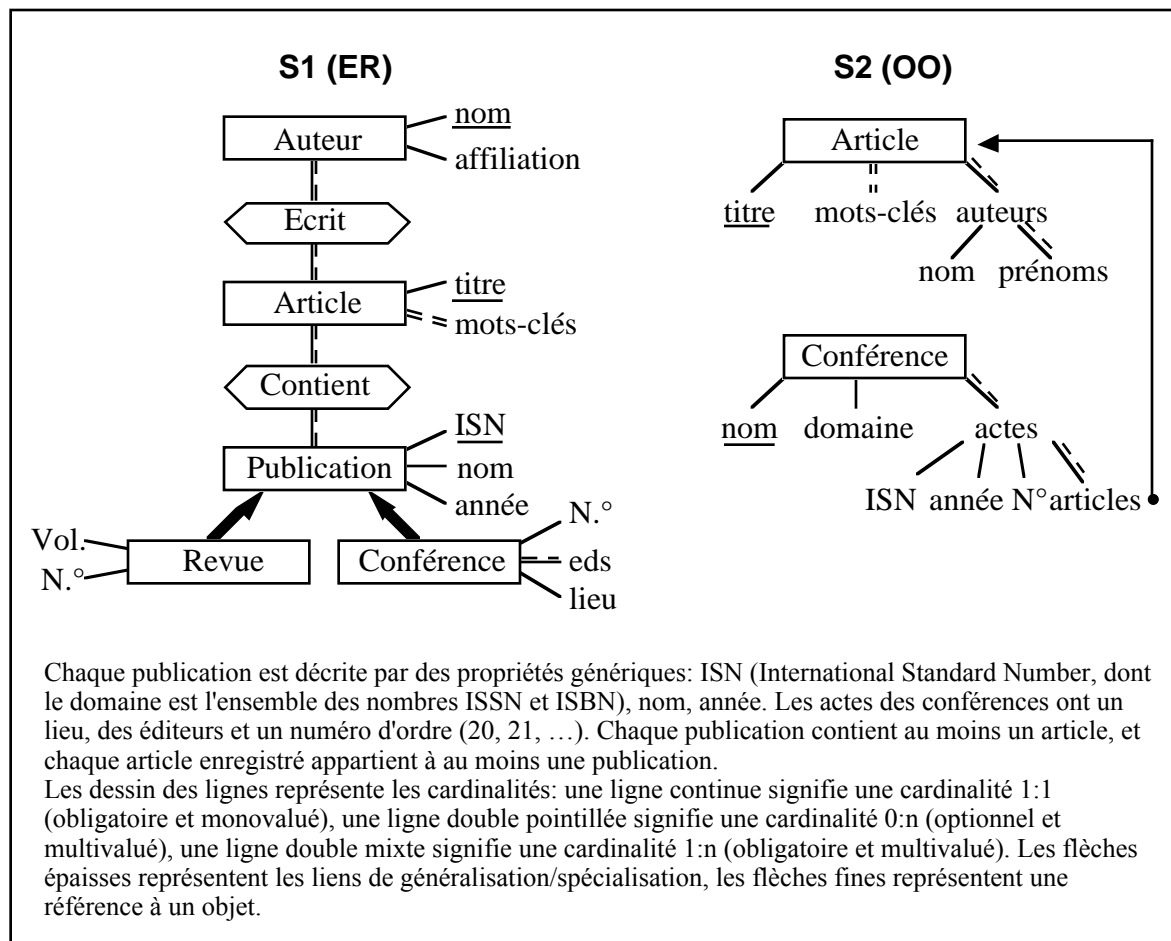 S1 (ER)
S2 (OO)
Auteur
nom
affiliation
Ecrit
Article
titre
mots-clés
Contient
Publication
ISN
nom
année
Vol.
N.°
Revue
Conférence
N.°
eds
lieu
Article
titre
mots-clés
auteurs
nom
prénoms
Conférence
nom
domaine
actes
ISN
année
N°
articles
Chaque publication est décrite par des propriétés génériques: ISN (International Standard Number, dont
le domaine est l'ensemble des nombres ISSN et ISBN), nom, année. Les actes des conférences ont un
lieu, des éditeurs et un numéro d'ordre (20, 21, …). Chaque publication contient au moins un article, et
chaque article enregistré appartient à au moins une publication.
Les dessin des lignes représente les cardinalités: une ligne continue signifie une cardinalité 1:1
(obligatoire et monovalué), une ligne double pointillée signifie une cardinalité 0:n (optionnel et
multivalué), une ligne double mixte signifie une cardinalité 1:n (obligatoire et multivalué). Les flèches
épaisses représentent les liens de généralisation/spécialisation, les flèches fines représentent une
référence à un objet.